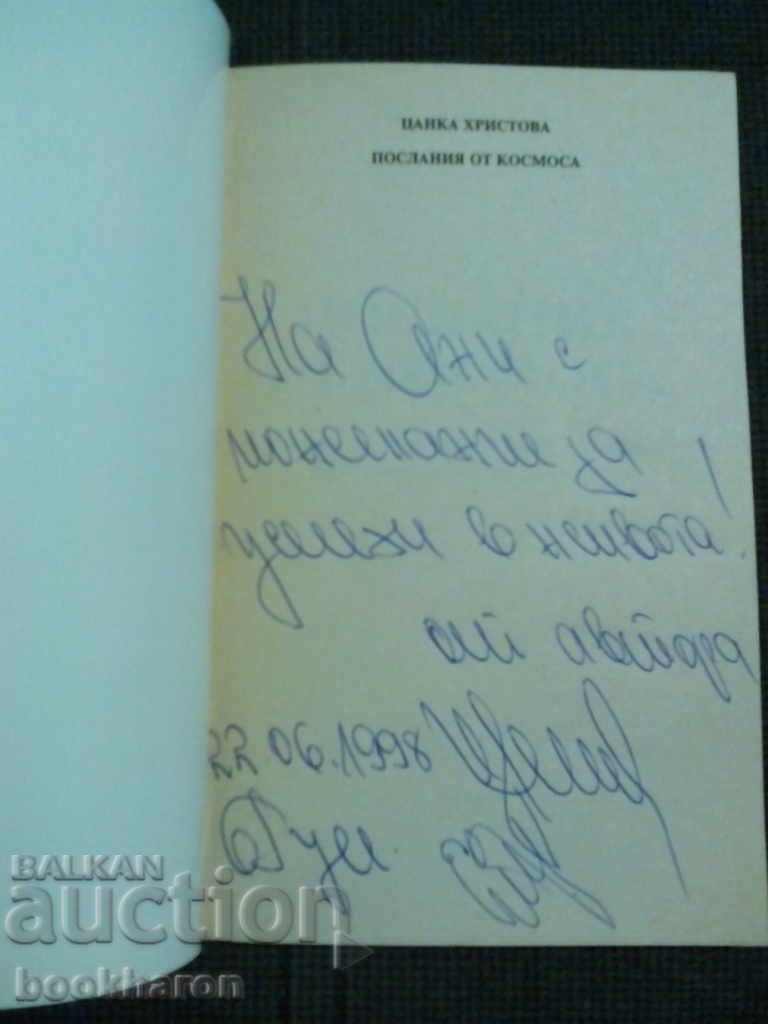 ЦАНКА ХРИСТОВА
ПОСЛАНИЯ ОТ КОСМОСА
На Ани с
пожелания за
успехи в живота!
от автора
22.06.1998
BALKAN
auction
bookharon